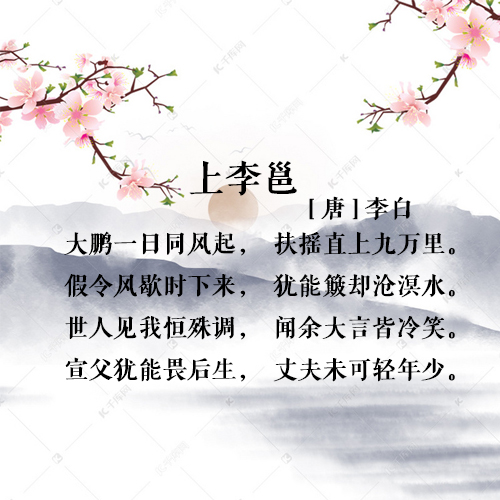 上李邕
[唐]李白
大鹏一日同风起， 扶摇直上九万里。
假令风歇时下来， 犹能簸却沧溟水。
世人见我恒殊调， 闻余大言皆冷笑。
宣父犹能畏后生， 丈夫未可轻年少。